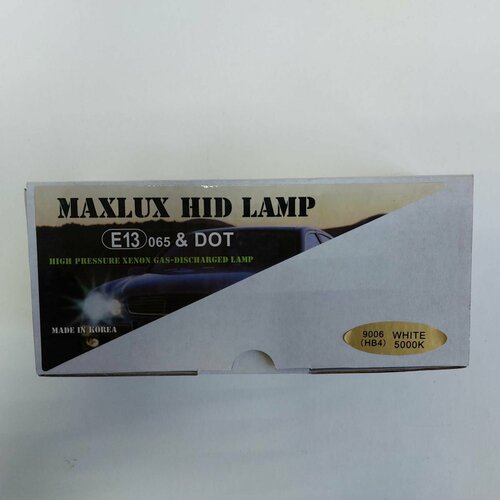 MAXLUX HID LAMP
E13 065 & DOT
HIGH PRESSURE XENON GAS-DISCHARGED LAMP
MADE IN KOREA
9006 WHITE
(HB4) 5000K